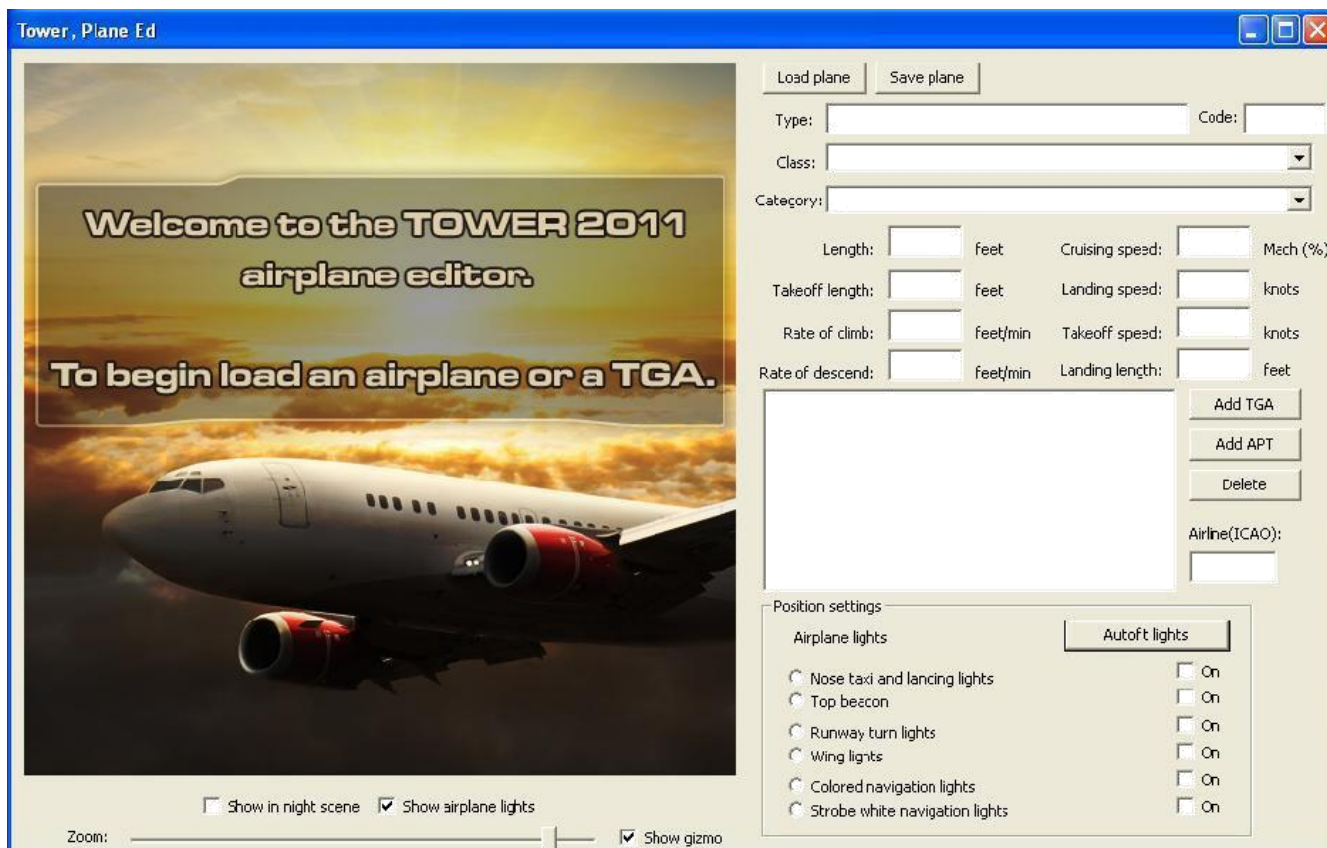 Tower, Plane Ed
Welcome to the TOWER 2011
airplane editor.
To begin load an airplane or a TGA.
Show in night scene Show airplane lights
Zoom: Show gizmo
Load plane Save plane
Type: Code:
Class:
Category:
Length: feet Cruising speed: Mach (%)
Takeoff length: feet Landing speed: knots
Rate of climb: feet/min Takeoff speed: knots
Rate of descend: feet/min Landing length: feet
Add TGA
Add APT
Delete
Airline(ICAO):
Position settings
Airplane lights Autofit lights
Nose taxi and lancing lights On
Top beacon On
Runway turn lights On
Wing lights On
Colored navigation lights On
Strobe white navigation lights On